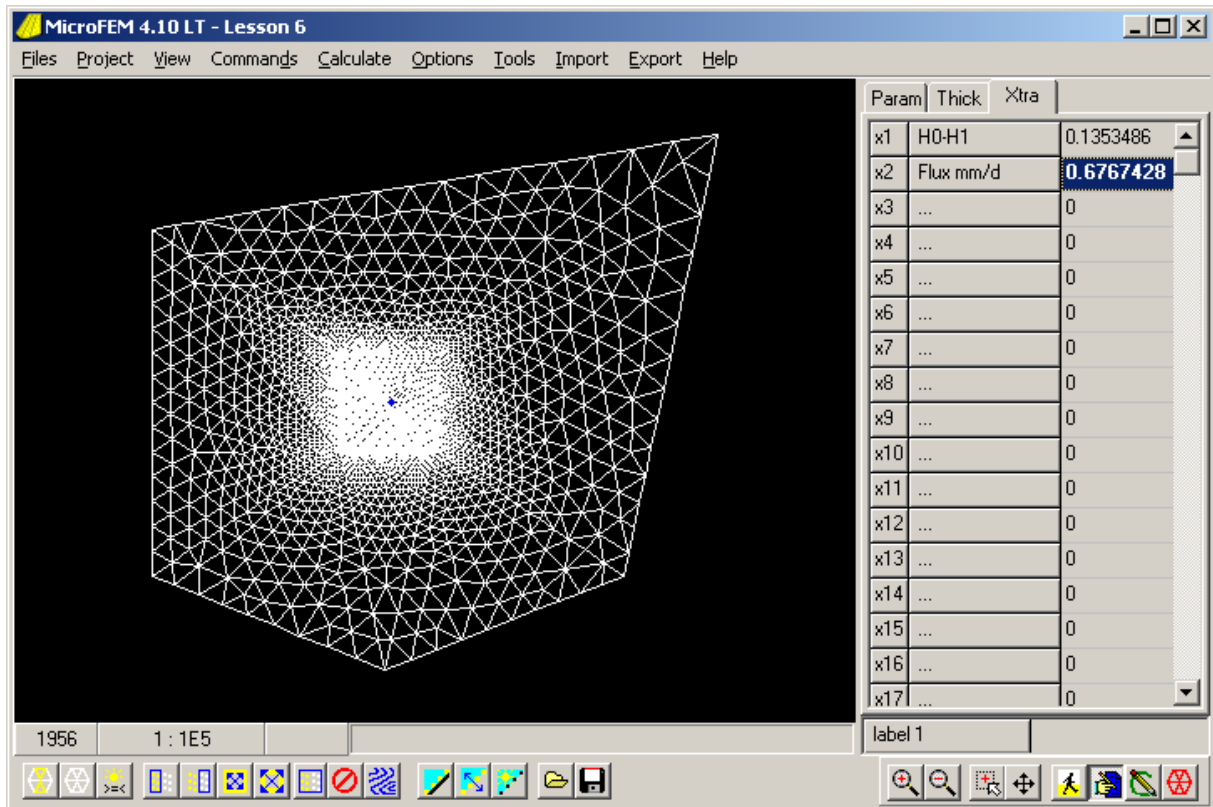 MicroFEM 4.10 LT - Lesson 6
Files Project View Commands Calculate Options Tools Import Export Help
Param Thick Xtra
x1 H0-H1 0.1353486
x2 Flux mm/d 0.6767428
x3 ... 0
x4 ... 0
x5 ... 0
x6 ... 0
x7 ... 0
x8 ... 0
x9 ... 0
x10 ... 0
x11 ... 0
x12 ... 0
x13 ... 0
x14 ... 0
x15 ... 0
x16 ... 0
x17 ... 0
1956 1 : 1E5 label 1